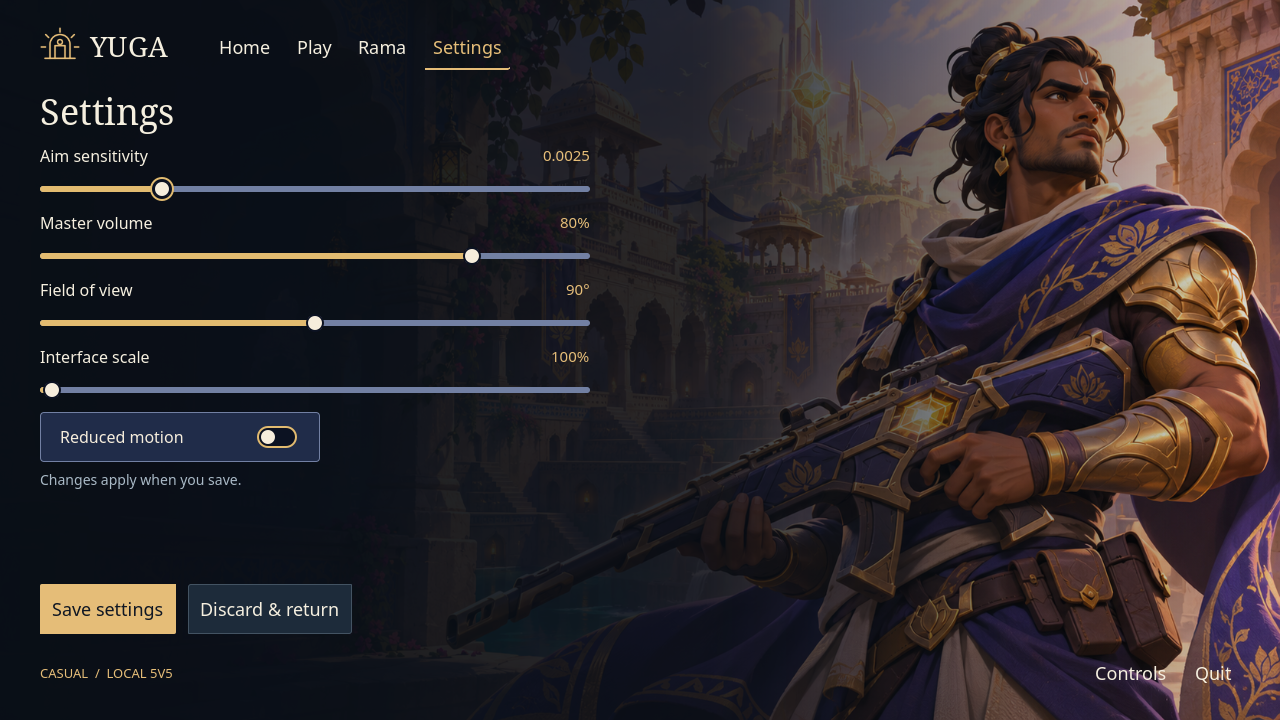 YUGA
Home
Play
Rama
Settings
Settings
Aim sensitivity
0.0025
Master volume
80%
Field of view
90°
Interface scale
100%
Reduced motion
Changes apply when you save.
Save settings
Discard & return
CASUAL / LOCAL 5V5
Controls
Quit